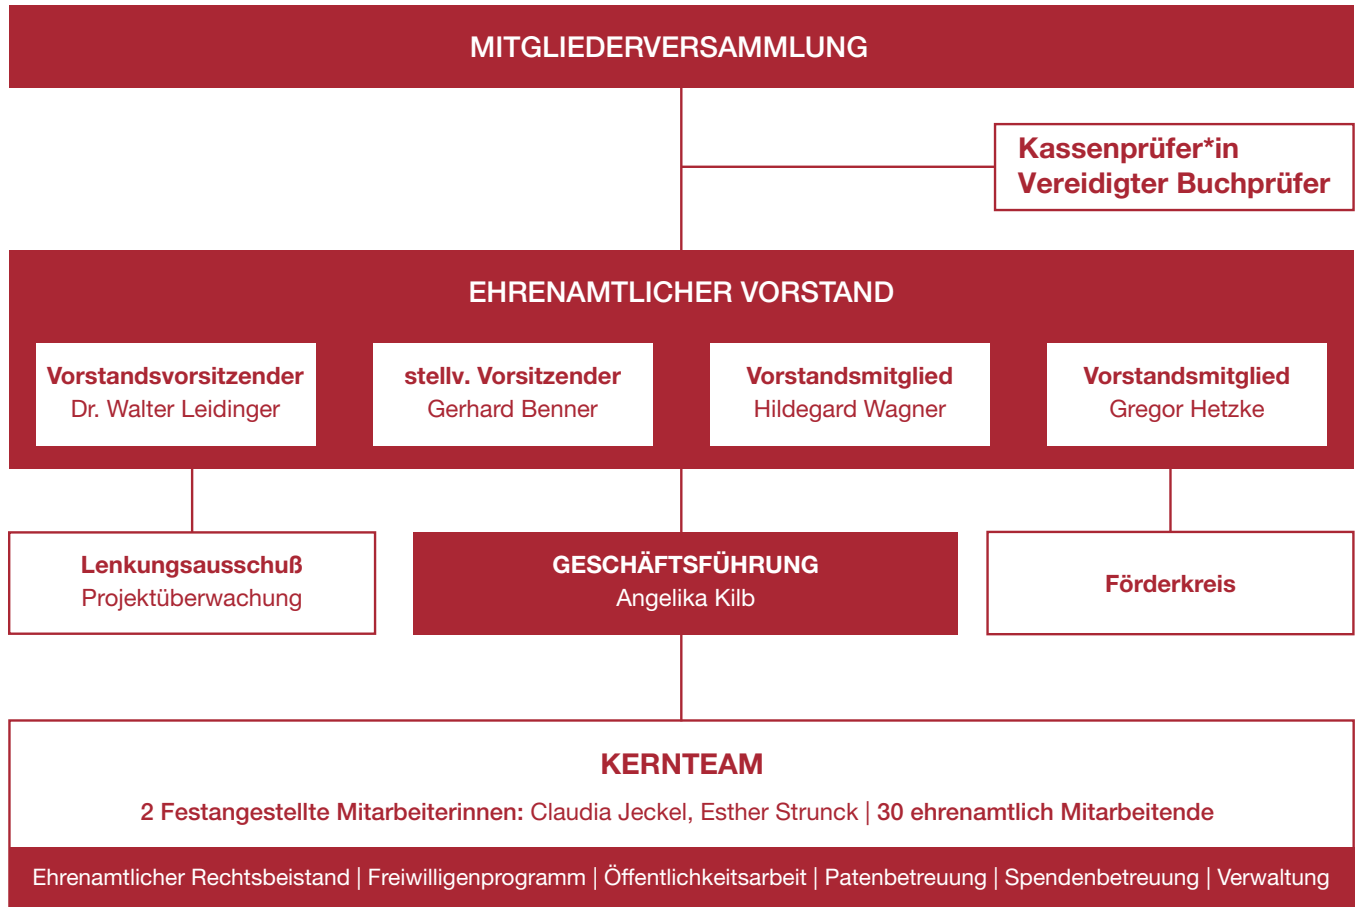 MITGLIEDERVERSAMMLUNG
Kassenprüfer*in
Vereidigter Buchprüfer
EHRENAMTLICHER VORSTAND
Vorstandsvorsitzender
Dr. Walter Leidinger
stellv. Vorsitzender
Gerhard Benner
Vorstandsmitglied
Hildegard Wagner
Vorstandsmitglied
Gregor Hetzke
Lenkungsausschuß
Projektüberwachung
GESCHÄFTSFÜHRUNG
Angelika Kilb
Förderkreis
KERNTEAM
2 Festangestellte Mitarbeiterinnen: Claudia Jeckel, Esther Strunck | 30 ehrenamtlich Mitarbeitende
Ehrenamtlicher Rechtsbeistand | Freiwilligenprogramm | Öffentlichkeitsarbeit | Patenbetreuung | Spendenbetreuung | Verwaltung